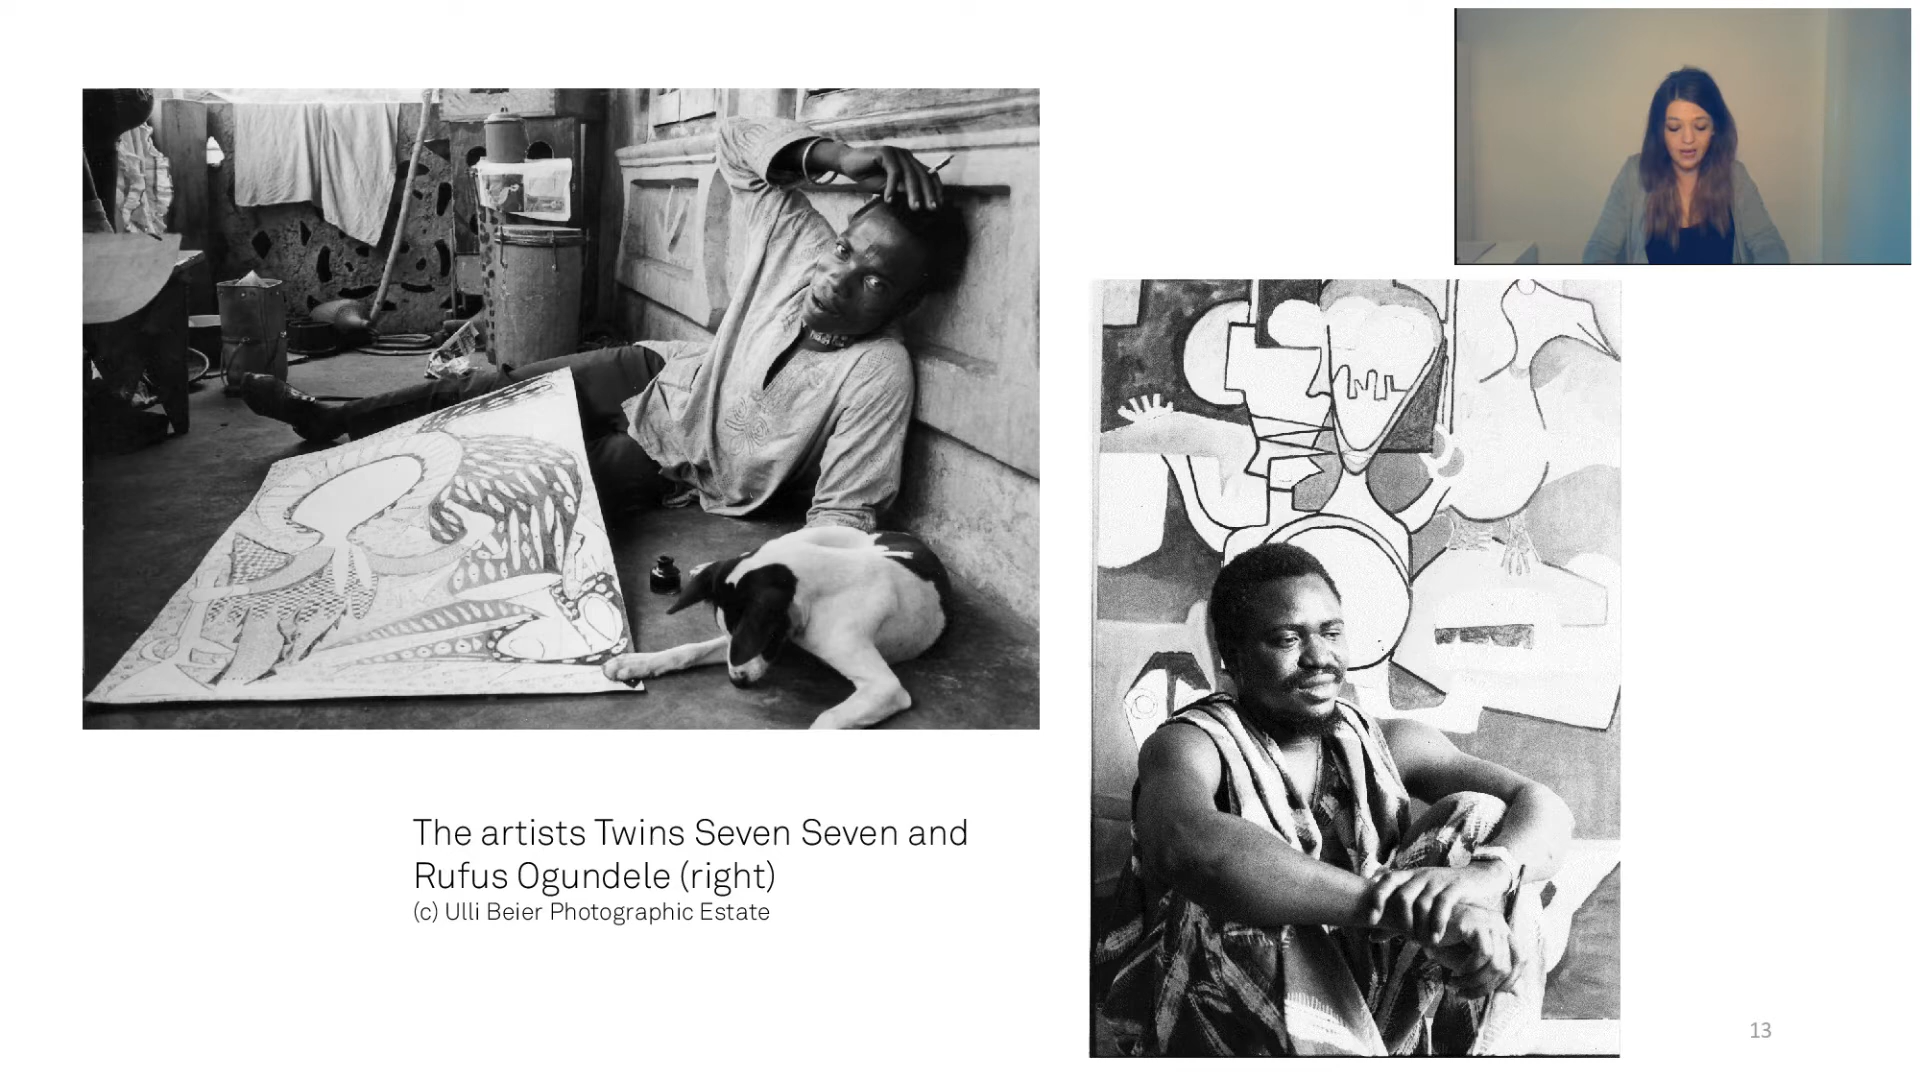 The artists Twins Seven Seven and
Rufus Ogundele (right)
(c) Ulli Beier Photographic Estate
13